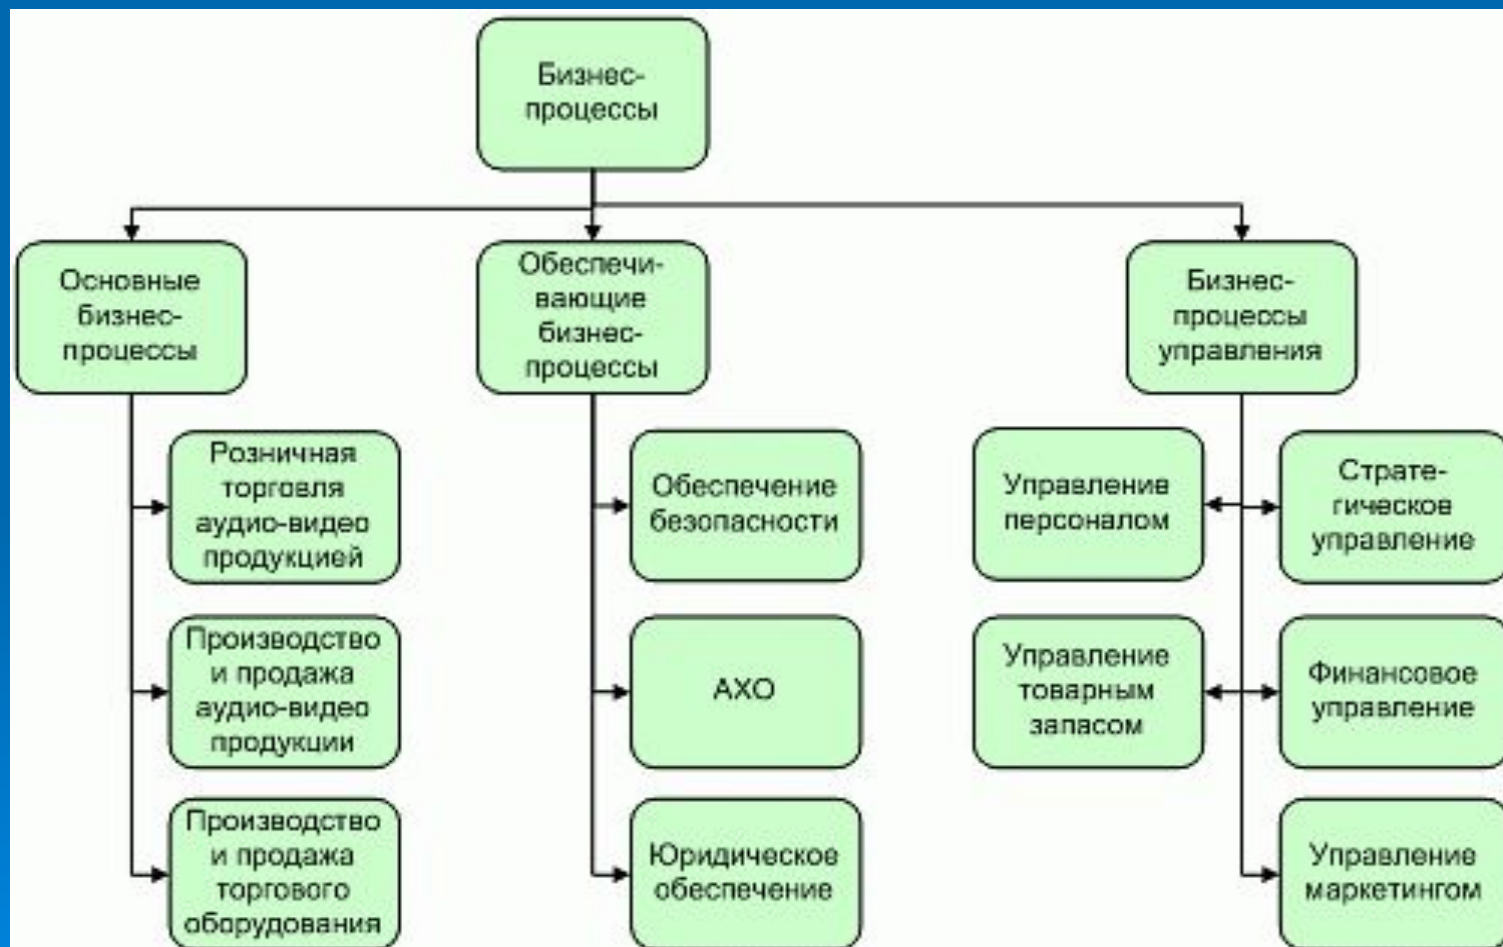 Бизнес-
процессы
Основные
бизнес-
процессы
Обеспечи-
вающие
бизнес-
процессы
Бизнес-
процессы
управления
Розничная
торговля
аудио-видео
продукцией
Производство
и продажа
аудио-видео
продукции
Производство
и продажа
торгового
оборудования
Обеспечение
безопасности
АХО
Юридическое
обеспечение
Управление
персоналом
Управление
товарным
запасом
Страте-
гическое
управление
Финансовое
управление
Управление
маркетингом